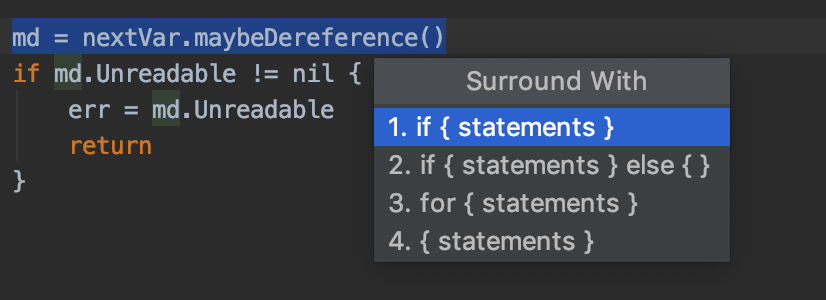 md = nextVar.maybeDereference()
if md.Unreadable != nil {
    err = md.Unreadable
    return
}
Surround With
1. if { statements }
2. if { statements } else { }
3. for { statements }
4. { statements }